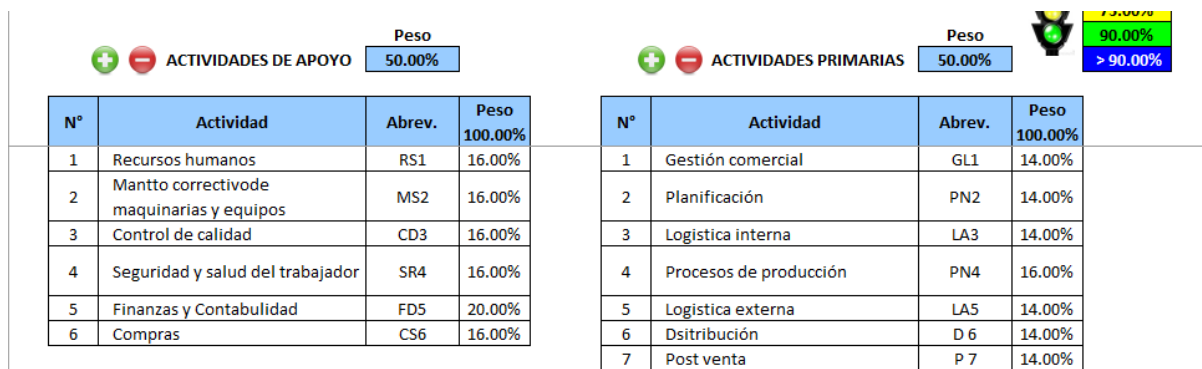 75.00%
Peso
Peso
90.00%
ACTIVIDADES DE APOYO 50.00%
ACTIVIDADES PRIMARIAS 50.00%
> 90.00%
N° Actividad Abrev. Peso 100.00%
1 Recursos humanos RS1 16.00%
2 Mantto correctivode maquinarias y equipos MS2 16.00%
3 Control de calidad CD3 16.00%
4 Seguridad y salud del trabajador SR4 16.00%
5 Finanzas y Contabulidad FD5 20.00%
6 Compras CS6 16.00%
N° Actividad Abrev. Peso 100.00%
1 Gestión comercial GL1 14.00%
2 Planificación PN2 14.00%
3 Logistica interna LA3 14.00%
4 Procesos de producción PN4 16.00%
5 Logistica externa LA5 14.00%
6 Dsitribución D 6 14.00%
7 Post venta P 7 14.00%